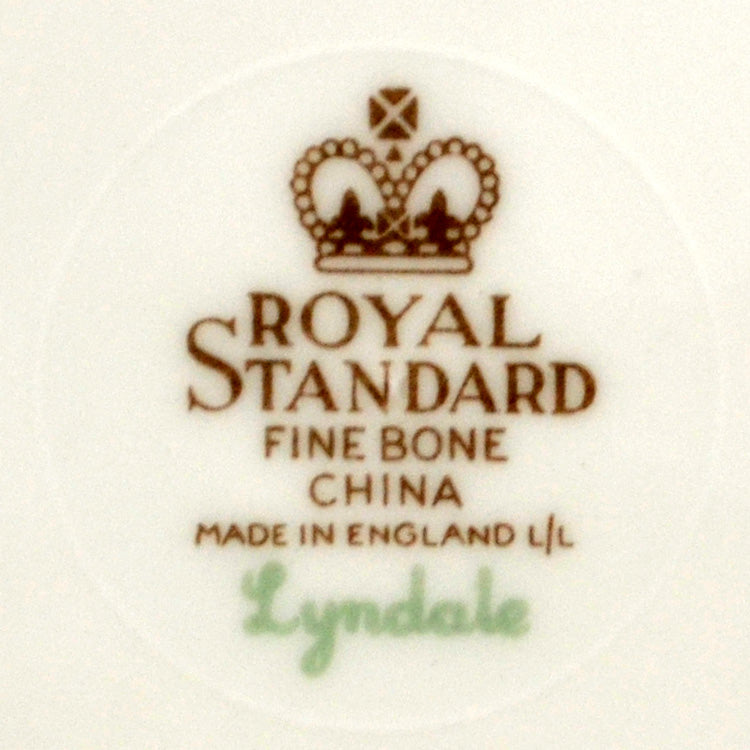 ROYAL
STANDARD
FINE BONE
CHINA
MADE IN ENGLAND L/L
Lyndale